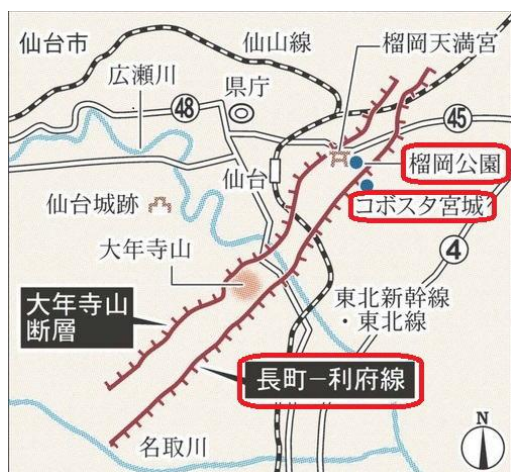 仙台市
仙山線
榴岡天満宮
広瀬川
県庁
48
45
榴岡公園
仙台
仙台城跡
コボスタ宮城
大年寺山
4
大年寺山
断層
東北新幹線
・東北線
長町－利府線
名取川
N